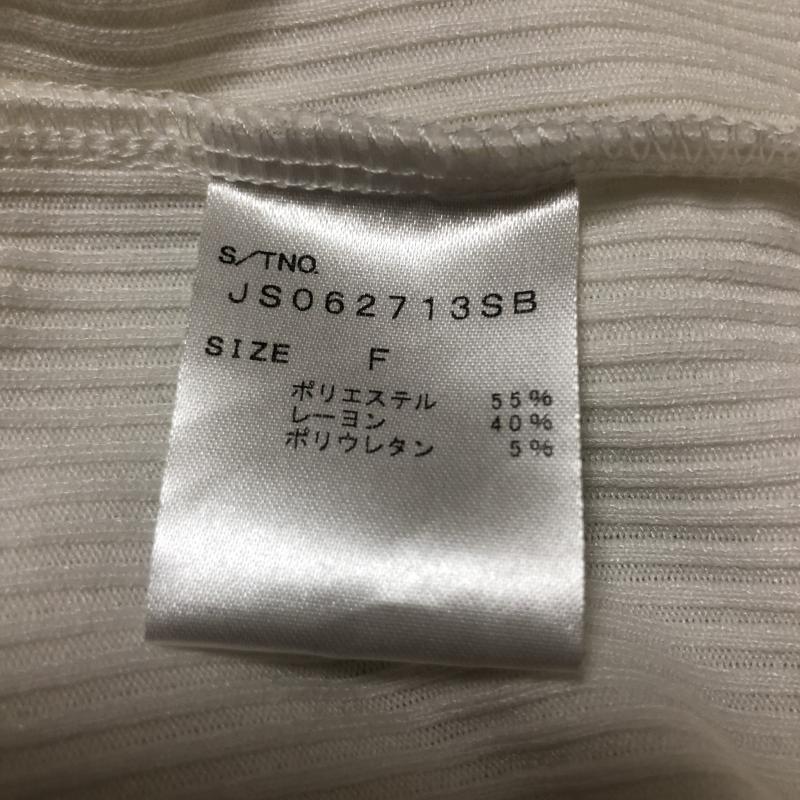 S/TNO.
JS062713SB
SIZE F
ポリエステル 55%
レーヨン 40%
ポリウレタン 5%